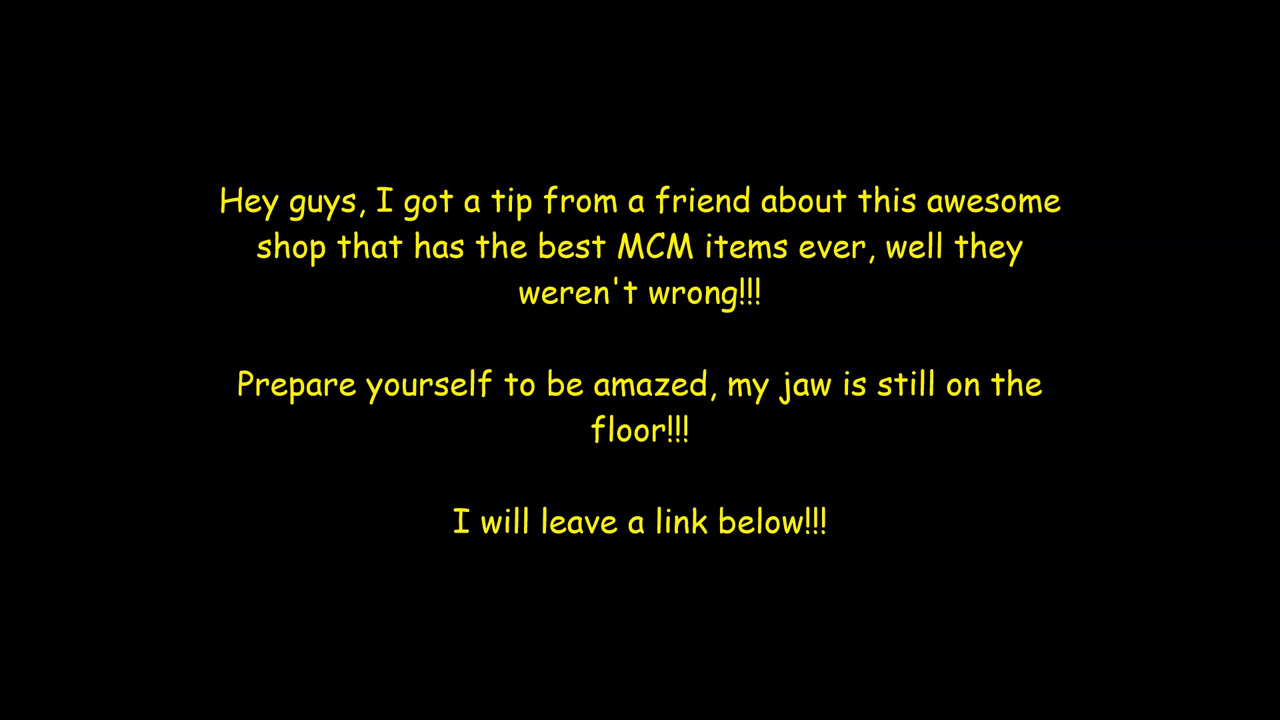 Hey guys, I got a tip from a friend about this awesome
shop that has the best MCM items ever, well they
weren't wrong!!!
Prepare yourself to be amazed, my jaw is still on the
floor!!!
I will leave a link below!!!